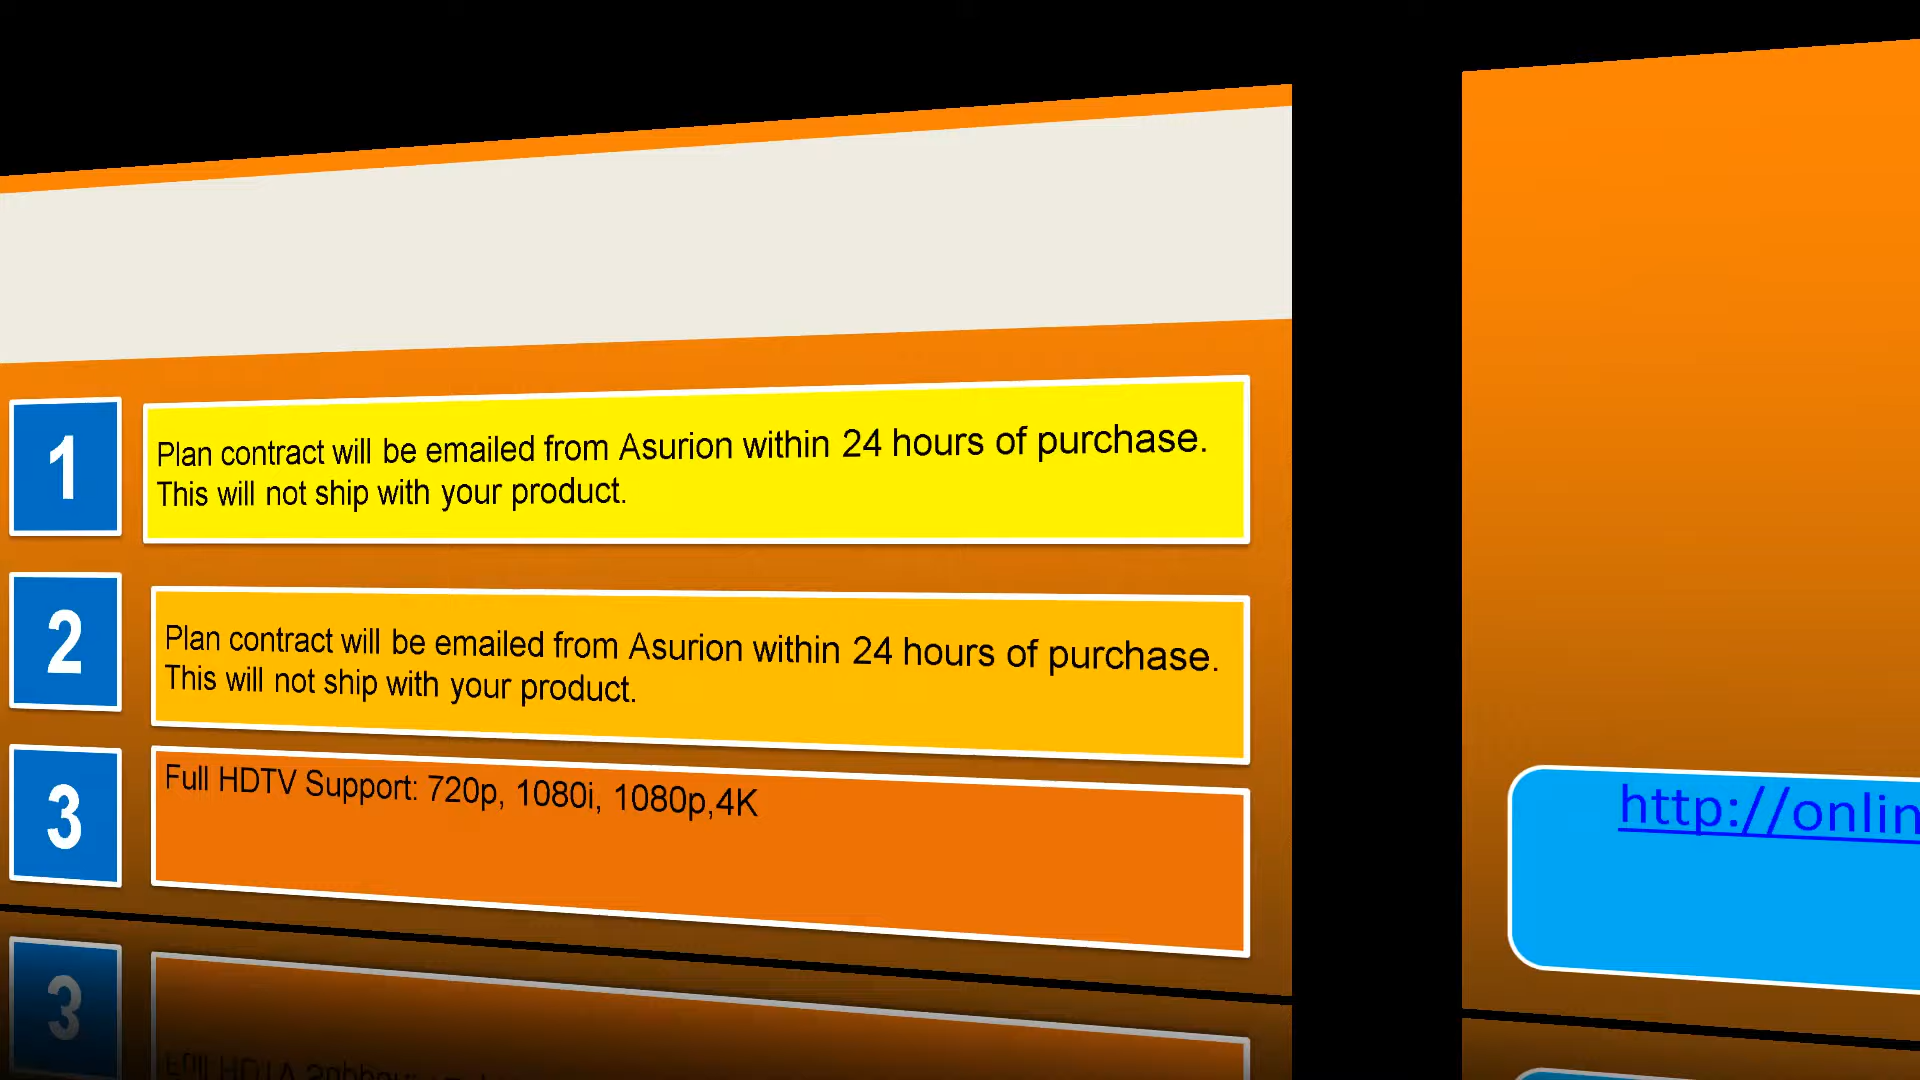 1
Plan contract will be emailed from Asurion within 24 hours of purchase.
This will not ship with your product.
2
Plan contract will be emailed from Asurion within 24 hours of purchase.
This will not ship with your product.
3
Full HDTV Support: 720p, 1080i, 1080p,4K
http://onlin
3